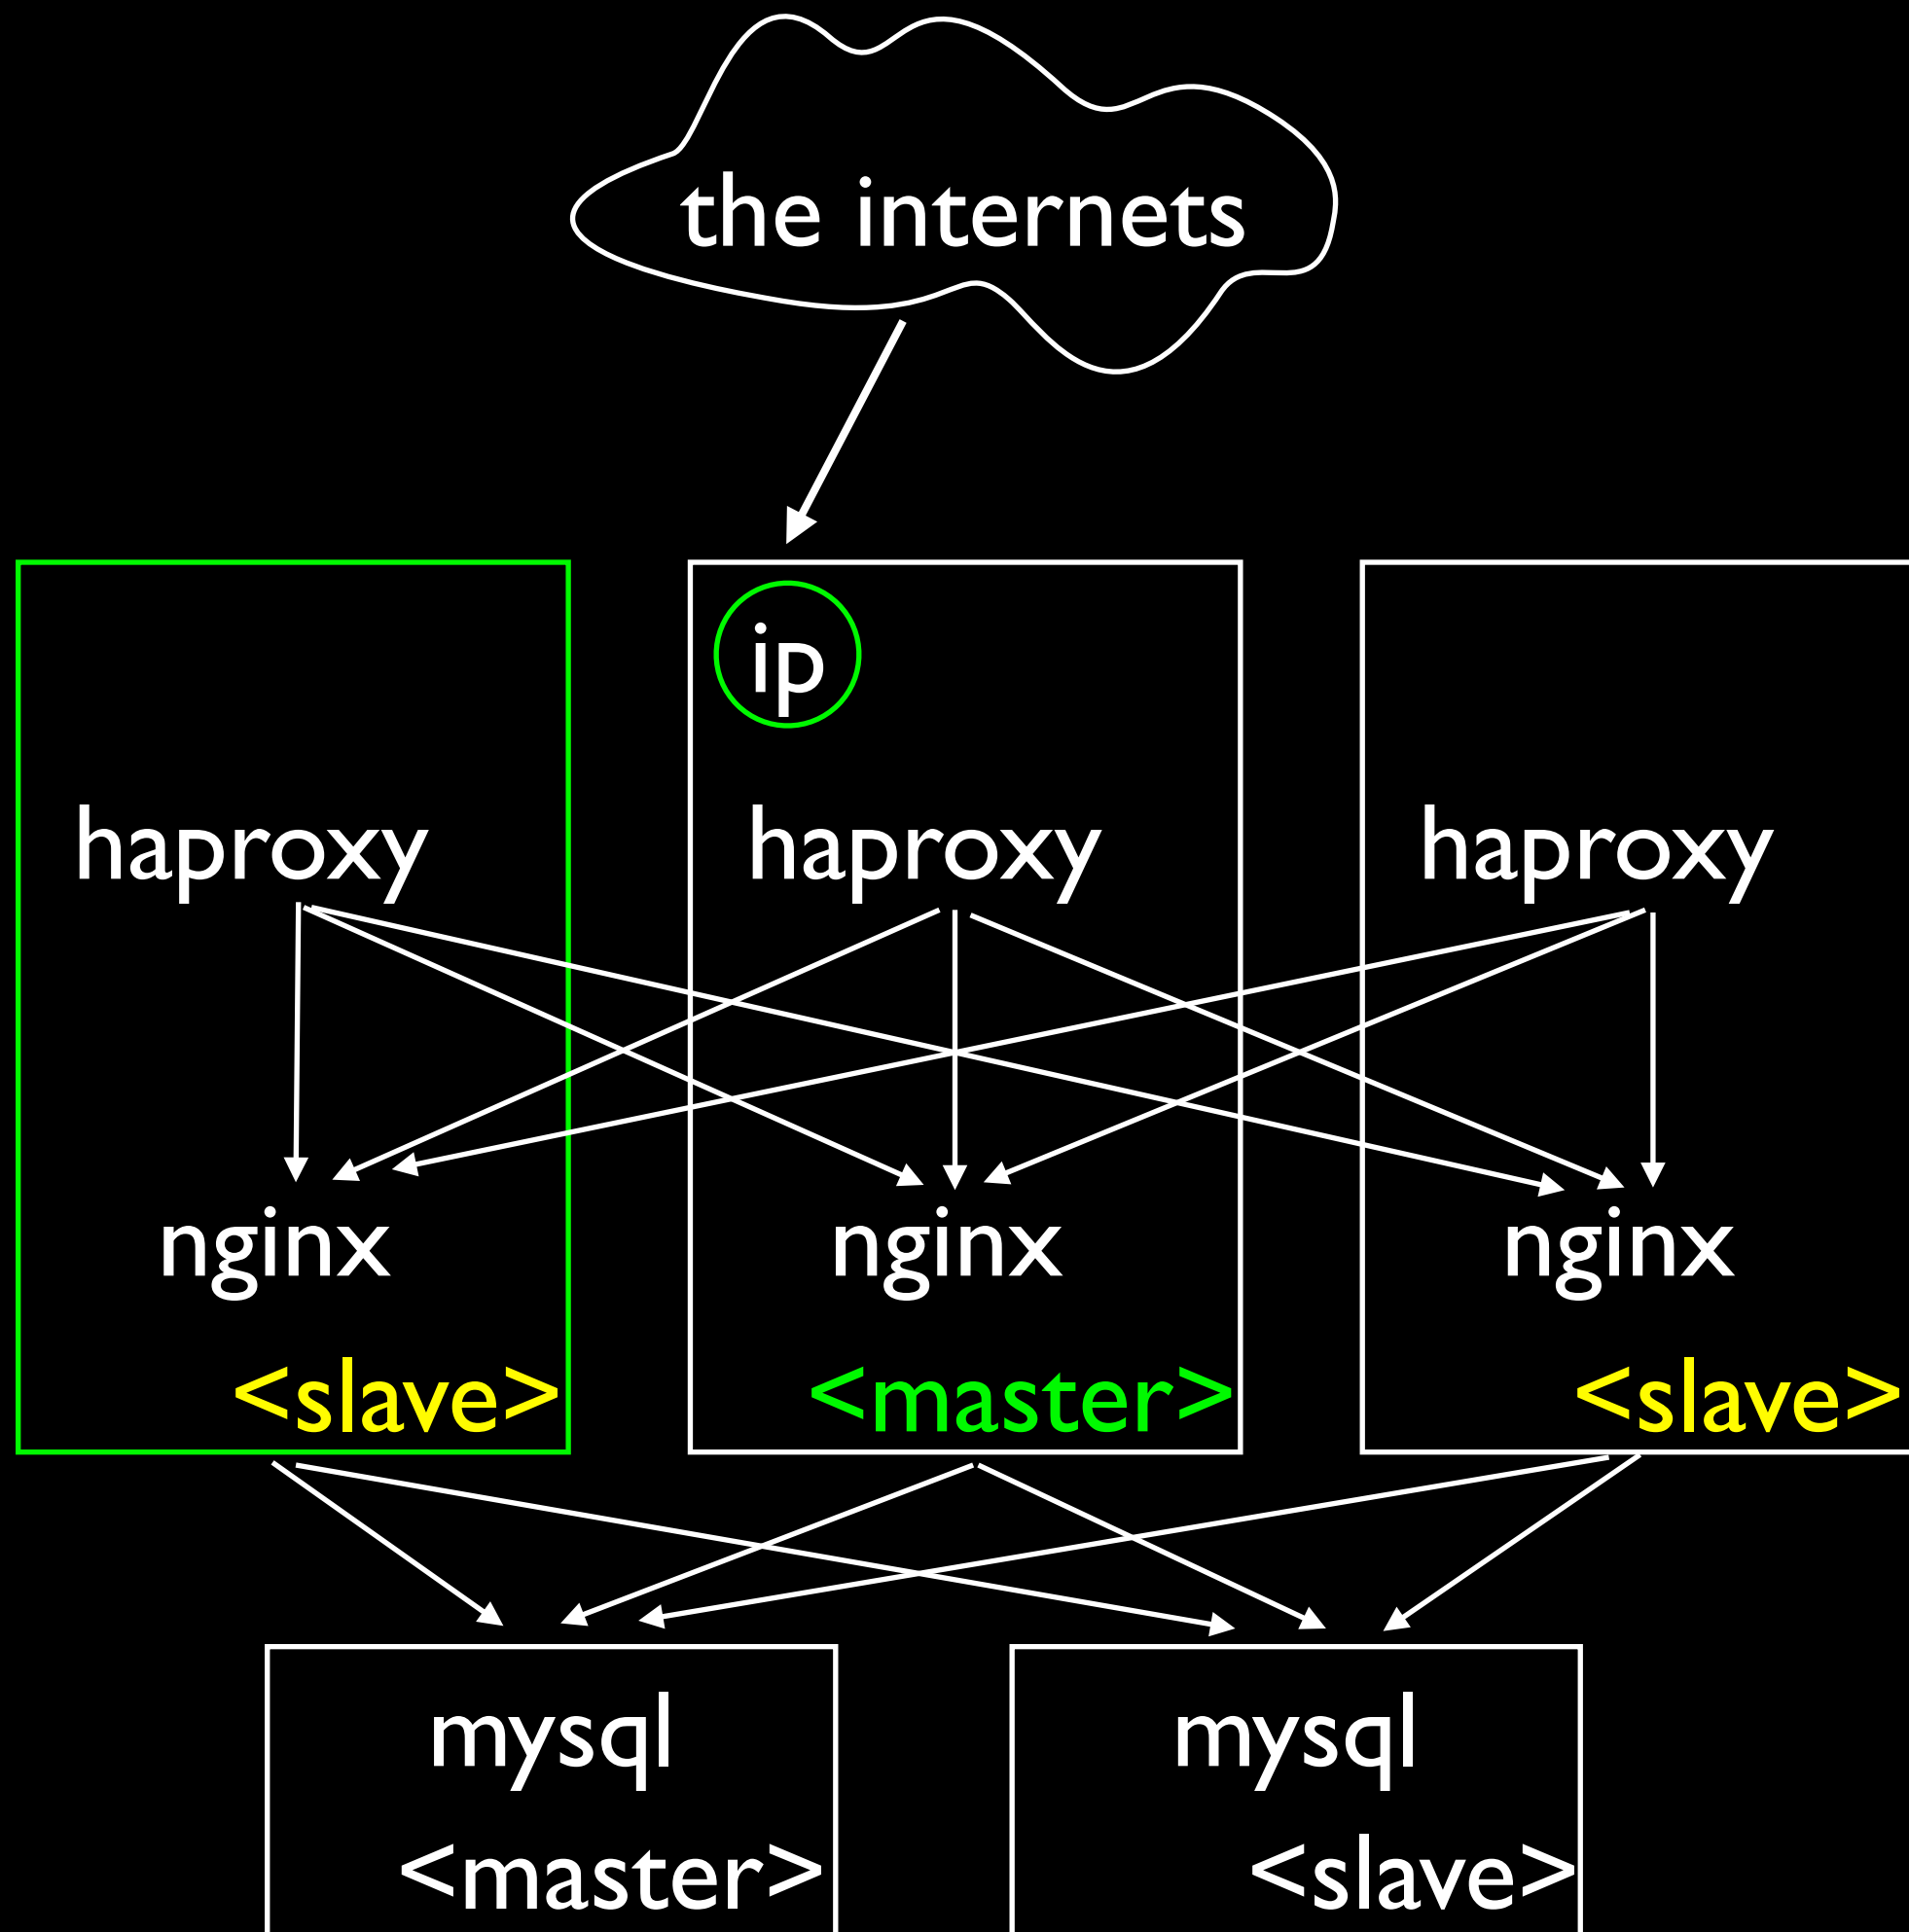 the internets
ip
haproxy
haproxy
haproxy
nginx
nginx
nginx
<slave>
<master>
<slave>
mysql
mysql
<master>
<slave>